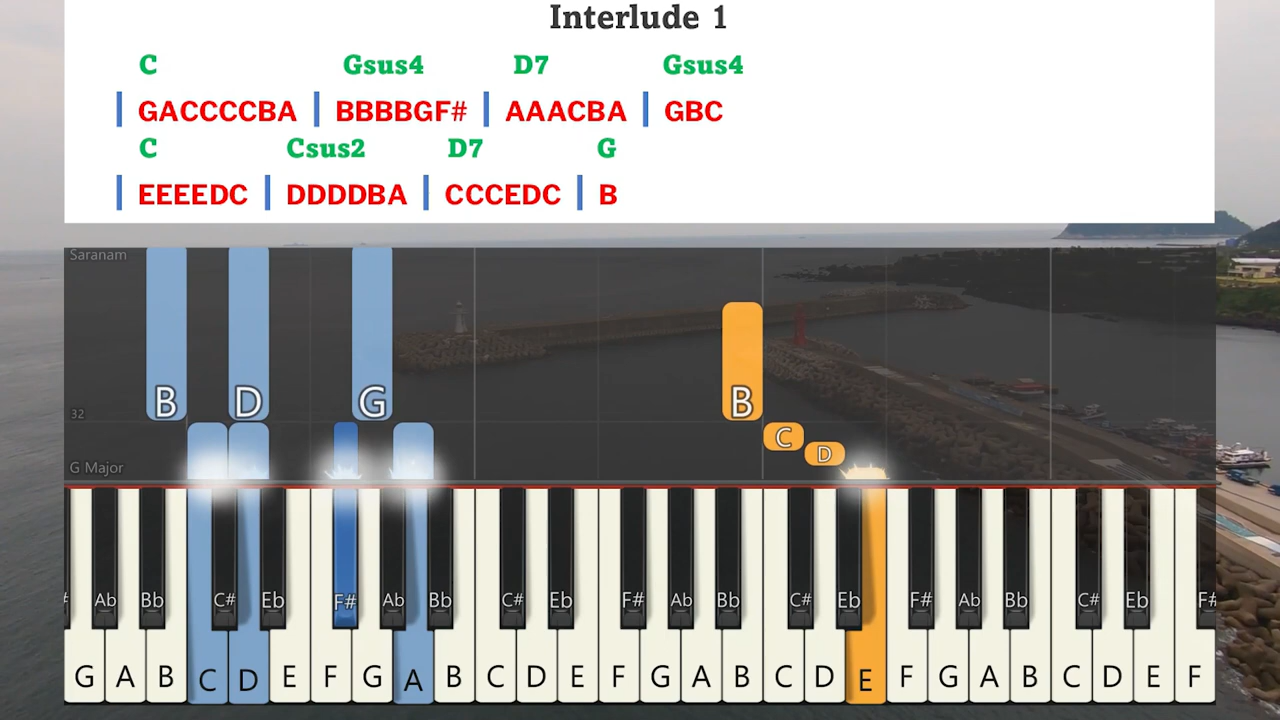 Interlude 1
C Gsus4 D7 Gsus4
| GACCCCBA | BBBBGF# | AAACBA | GBC
C Csus2 D7 G
| EEEEDC | DDDDBA | CCCEDC | B
Saranam
B D G B
32
C D
G Major
Ab Bb C# Eb F# Ab Bb C# Eb F# Ab Bb C# Eb F# Ab Bb C# Eb F#
G A B C D E F G A B C D E F G A B C D E F G A B C D E F